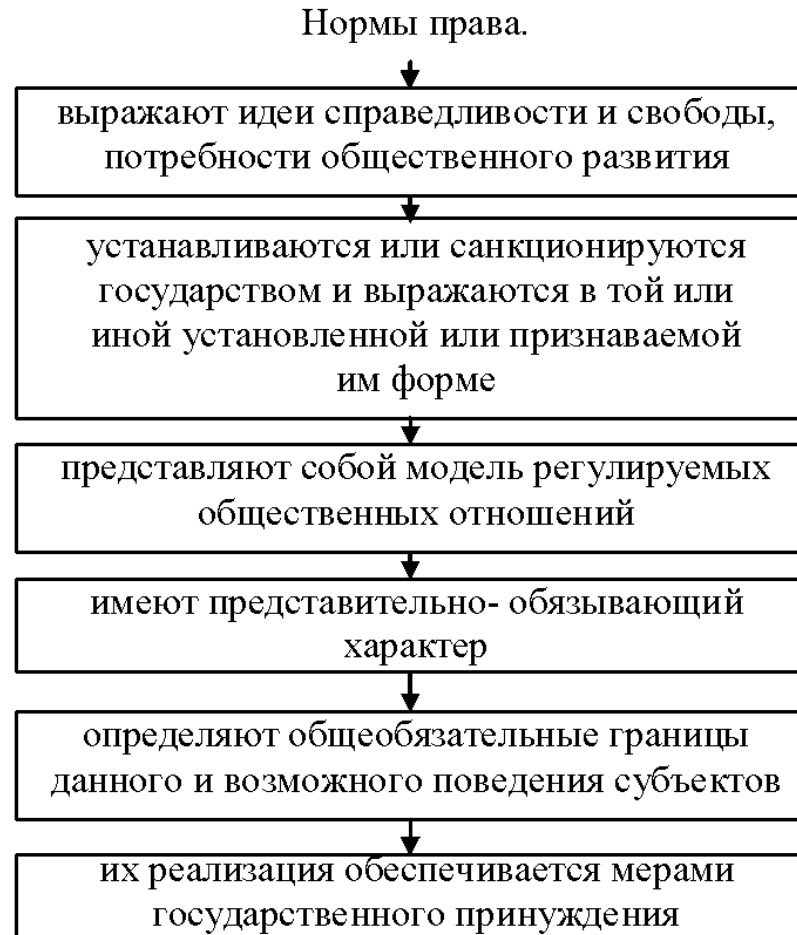 Нормы права.
выражают идеи справедливости и свободы,
потребности общественного развития
устанавливаются или санкционируются
государством и выражаются в той или
иной установленной или признаваемой
им форме
представляют собой модель регулируемых
общественных отношений
имеют представительно- обязывающий
характер
определяют общеобязательные границы
данного и возможного поведения субъектов
их реализация обеспечивается мерами
государственного принуждения